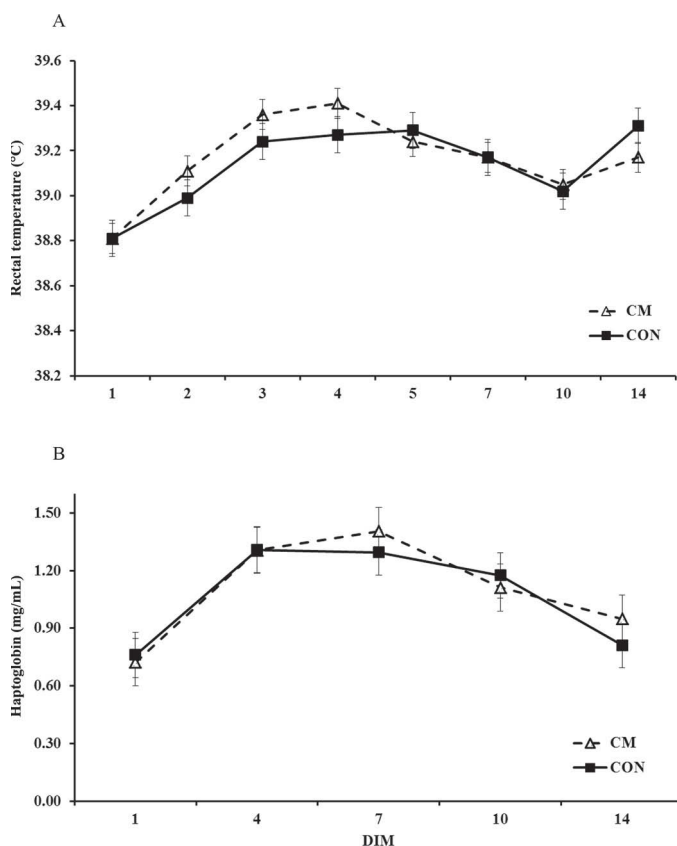 A
39.6
39.4
39.2
39.0
38.8
38.6
38.4
38.2
Rectal temperature (°C)
CM
CON
1 2 3 4 5 7 10 14
B
1.50
1.20
0.90
0.60
0.30
0.00
Haptoglobin (mg/mL)
CM
CON
1 4 7 10 14
DIM